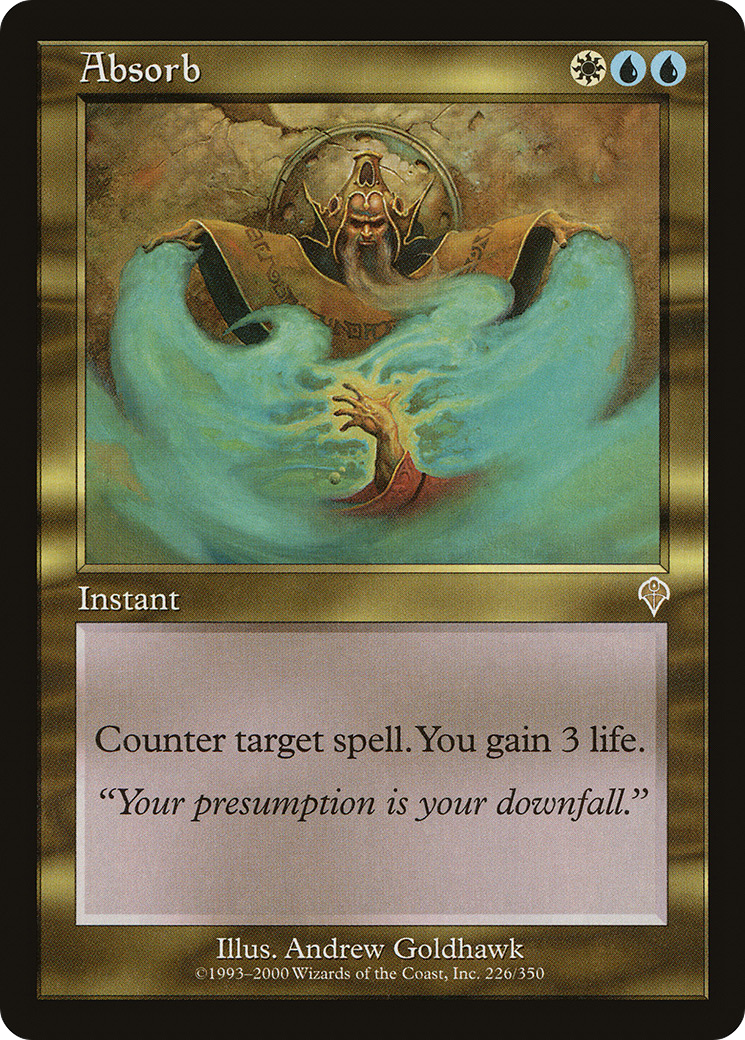 Absorb
Instant
Counter target spell. You gain 3 life.
“Your presumption is your downfall.”
Illus. Andrew Goldhawk
©1993–2000 Wizards of the Coast, Inc. 226/350